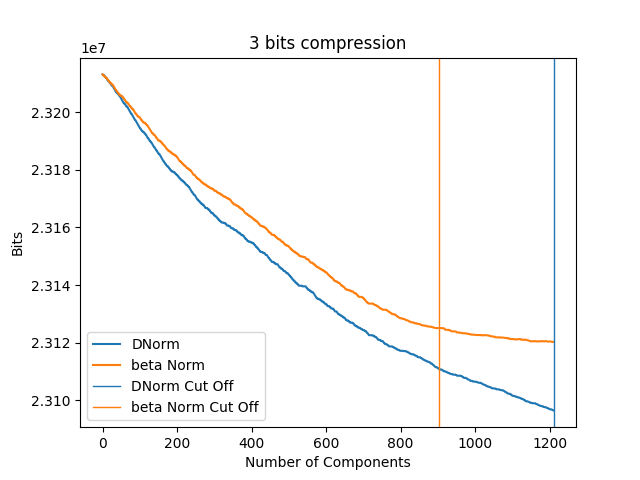 3 bits compression
1e7
2.320
2.318
2.316
2.314
2.312
2.310
Bits
DNorm
beta Norm
DNorm Cut Off
beta Norm Cut Off
0 200 400 600 800 1000 1200
Number of Components